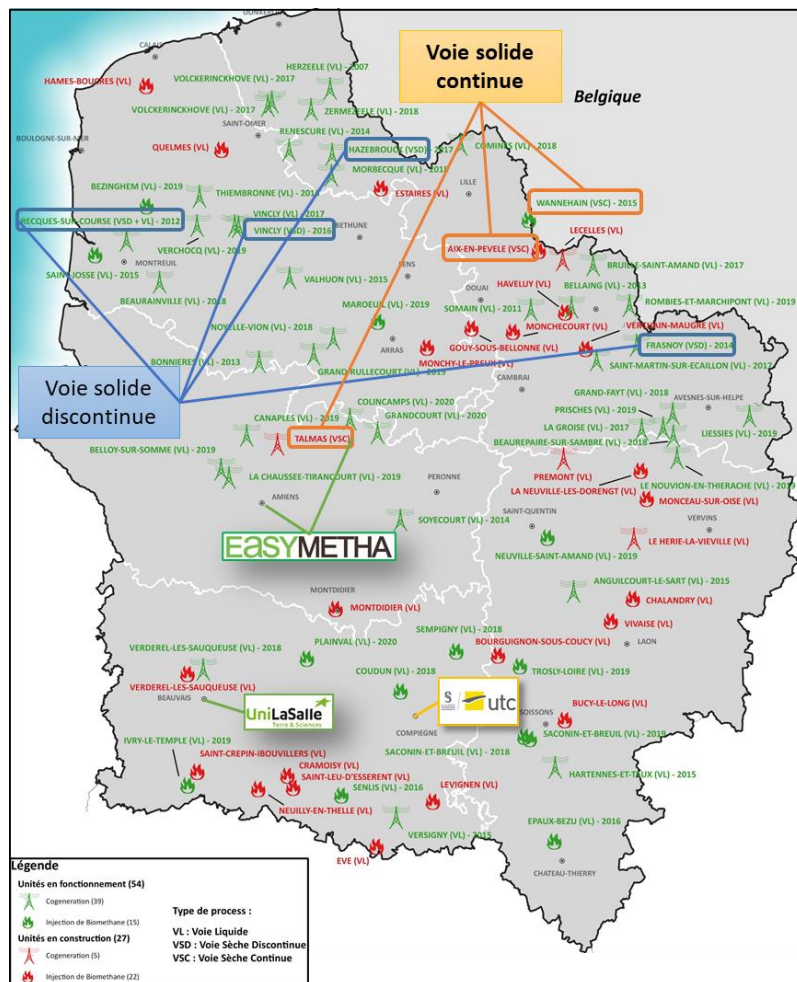 DUNKERQUE
CALAIS
HERZEELE (VL) - 2007
Voie solide
continue
VOLCKERINCKHOVE (VL) - 2017
HAMES-BOUCRES (VL)
Belgique
VOLCKERINCKHOVE (VL) - 2017
ZERMEZEELE (VL) - 2018
SAINT-OMER
RENESCURE (VL) - 2014
BOULOGNE-SUR-MER
HAZEBROUCK (VSD) - 2017
COMINES (VL) - 2018
QUELMES (VL)
MORBECQUE (VL) - 2018
LILLE
BEZINGHEM (VL) - 2019
THIEMBRONNE (VL) - 2018
ESTAIRES (VL)
WANNEHAIN (VSC) - 2015
RECQUES-SUR-COURSE (VSD + VL) - 2012
VINCLY (VL) - 2017
BETHUNE
VINCLY (VSD) - 2016
LECELLES (VL)
AIX-EN-PEVELE (VSC)
VERCHOCQ (VL) - 2019
MONTREUIL
SAINT-JOSSE (VL) - 2015
BRUILLE-SAINT-AMAND (VL) - 2017
LENS
VALHUON (VL) - 2015
HAVELUY (VL)
DOUAI
BELLAING (VL) - 2013
BEAURAINVILLE (VL) - 2018
MAROEUIL (VL) - 2019
SOMAIN (VL) - 2011
ROMBIES-ET-MARCHIPONT (VL) - 2019
NOYELLE-VION (VL) - 2018
MONCHECOURT (VL)
VERCHAIN-MAUGRE (VL)
ARRAS
GOUY-SOUS-BELLONNE (VL)
FRASNOY (VSD) - 2014
BONNIERES (VL) - 2013
MONCHY-LE-PREUX (VL)
SAINT-MARTIN-SUR-ECAILLON (VL) - 2017
GRAND-RULLECOURT (VL) - 2019
Voie solide
discontinue
CAMBRAI
GRAND-FAYT (VL) - 2018
COLINCAMPS (VL) - 2020
PRISCHES (VL) - 2019
AVESNES-SUR-HELPE
CANAPLES (VL) - 2019
GRANDCOURT (VL) - 2020
LA GROISE (VL) - 2017
LIESSIES (VL) - 2019
TALMAS (VSC)
BEAUREPAIRE-SUR-SAMBRE (VL) - 2018
BELLOY-SUR-SOMME (VL) - 2019
PREMONT (VL)
LA CHAUSSEE-TIRANCOURT (VL) - 2019
PERONNE
LE NOUVION-EN-THIERACHE (VL) - 2019
LA NEUVILLE-LES-DORENGT (VL)
AMIENS
MONCEAU-SUR-OISE (VL)
SAINT-QUENTIN
SOYECOURT (VL) - 2014
VERVINS
EASYMETHA
LE HERIE-LA-VIEVILLE (VL)
NEUVILLE-SAINT-AMAND (VL) - 2019
MONTDIDIER
ANGUILCOURT-LE-SART (VL) - 2015
MONTDIDIER (VL)
CHALANDRY (VL)
SEMPIGNY (VL) - 2018
VIVAISE (VL)
VERDEREL-LES-SAUQUEUSE (VL) - 2018
PLAINVAL (VL) - 2020
BOURGUIGNON-SOUS-COUCY (VL)
LAON
COUDUN (VL) - 2018
TROSLY-LOIRE (VL) - 2019
VERDEREL-LES-SAUQUEUSE (VL)
BEAUVAIS
UniLaSalle
Terre & Sciences
utc
SOISSONS
BUCY-LE-LONG (VL)
COMPIEGNE
IVRY-LE-TEMPLE (VL) - 2019
SACONIN-ET-BREUIL (VL) - 2019
SAINT-CREPIN-IBOUVILLERS (VL)
SACONIN-ET-BREUIL (VL) - 2018
CRAMOISY (VL)
SAINT-LEU-D'ESSERENT (VL)
HARTENNES-ET-TAUX (VL) - 2015
SENLIS (VL) - 2016
LEVIGNEN (VL)
NEUILLY-EN-THELLE (VL)
EPAUX-BEZU (VL) - 2016
VERSIGNY (VL) - 2015
EVE (VL)
CHATEAU-THIERRY
Légende
Unités en fonctionnement (54)
Cogeneration (39)
Injection de Biomethane (15)
Unités en construction (27)
Cogeneration (5)
Injection de Biomethane (22)
Type de process :
VL : Voie Liquide
VSD : Voie Sèche Discontinue
VSC : Voie Sèche Continue